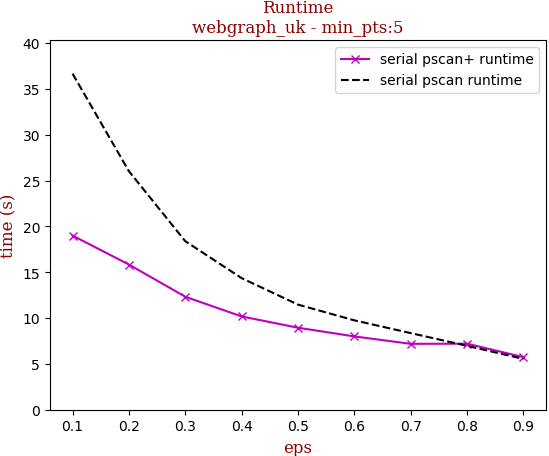 Runtime
webgraph_uk - min_pts:5
serial pscan+ runtime
serial pscan runtime
time (s)
40
35
30
25
20
15
10
5
0
0.1 0.2 0.3 0.4 0.5 0.6 0.7 0.8 0.9
eps